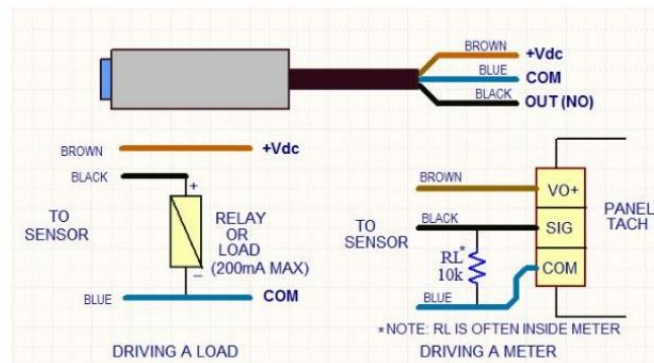 BROWN +Vdc
BLUE COM
BLACK OUT (NO)
BROWN +Vdc
BLACK
+
TO
SENSOR
RELAY
OR
LOAD
(200mA MAX)
–
BLUE COM
DRIVING A LOAD
BROWN VO+
BLACK SIG
TO
SENSOR
RL*
10k
COM
BLUE
PANEL
TACH
*NOTE: RL IS OFTEN INSIDE METER
DRIVING A METER